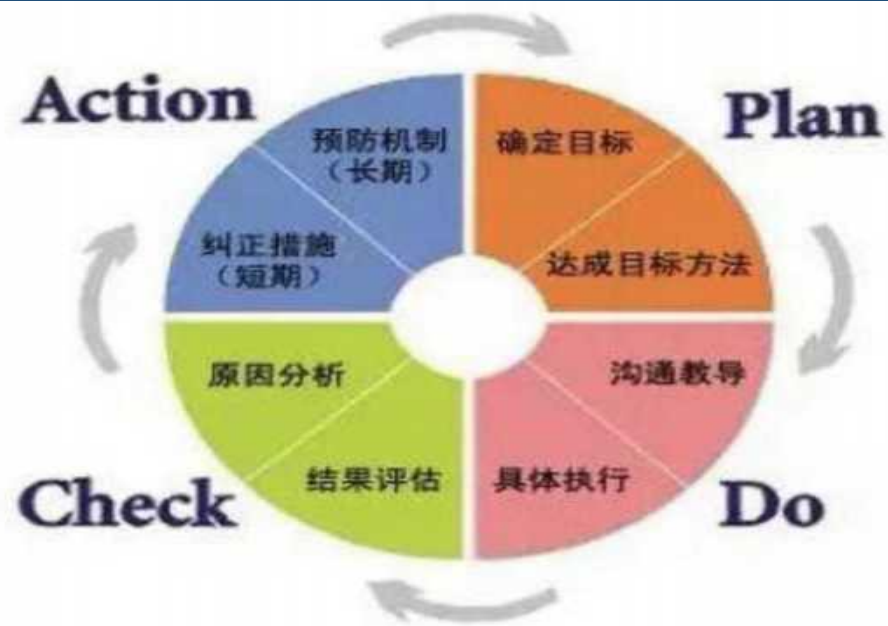 Action
Plan
预防机制
（长期）
确定目标
纠正措施
（短期）
达成目标方法
原因分析
沟通教导
结果评估
具体执行
Check
Do